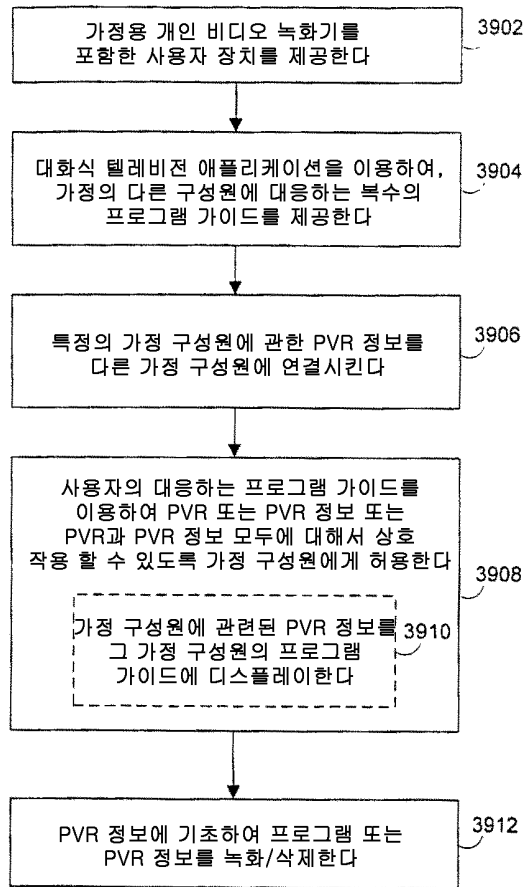 가정용 개인 비디오 녹화기를
포함한 사용자 장치를 제공한다
3902
대화식 텔레비전 애플리케이션을 이용하여,
가정의 다른 구성원에 대응하는 복수의
프로그램 가이드를 제공한다
3904
특정의 가정 구성원에 관한 PVR 정보를
다른 가정 구성원에 연결시킨다
3906
사용자의 대응하는 프로그램 가이드를
이용하여 PVR 또는 PVR 정보 또는
PVR과 PVR 정보 모두에 대해서 상호
작용 할 수 있도록 가정 구성원에게 허용한다
3908
가정 구성원에 관련된 PVR 정보를
그 가정 구성원의 프로그램
가이드에 디스플레이한다
3910
PVR 정보에 기초하여 프로그램 또는
PVR 정보를 녹화/삭제한다
3912